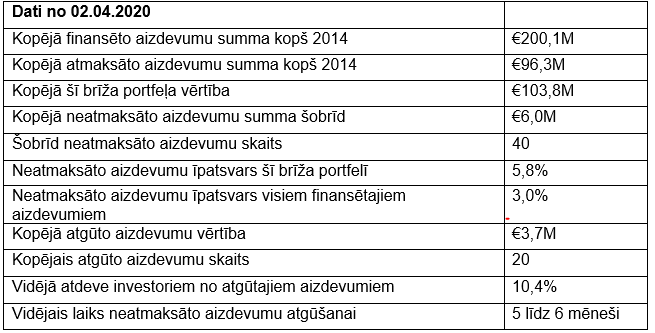 Dati no 02.04.2020
Kopējā finansēto aizdevumu summa kopš 2014 €200,1M
Kopējā atmaksāto aizdevumu summa kopš 2014 €96,3M
Kopējā šī brīža portfeļa vērtība €103,8M
Kopējā neatmaksāto aizdevumu summa šobrīd €6,0M
Šobrīd neatmaksāto aizdevumu skaits 40
Neatmaksāto aizdevumu īpatsvars šī brīža portfelī 5,8%
Neatmaksāto aizdevumu īpatsvars visiem finansētajiem 3,0%
aizdevumiem
Kopējā atgūto aizdevumu vērtība €3,7M
Kopējais atgūto aizdevumu skaits 20
Vidējā atdeve investoriem no atgūtajiem aizdevumiem 10,4%
Vidējais laiks neatmaksāto aizdevumu atgūšanai 5 līdz 6 mēneši